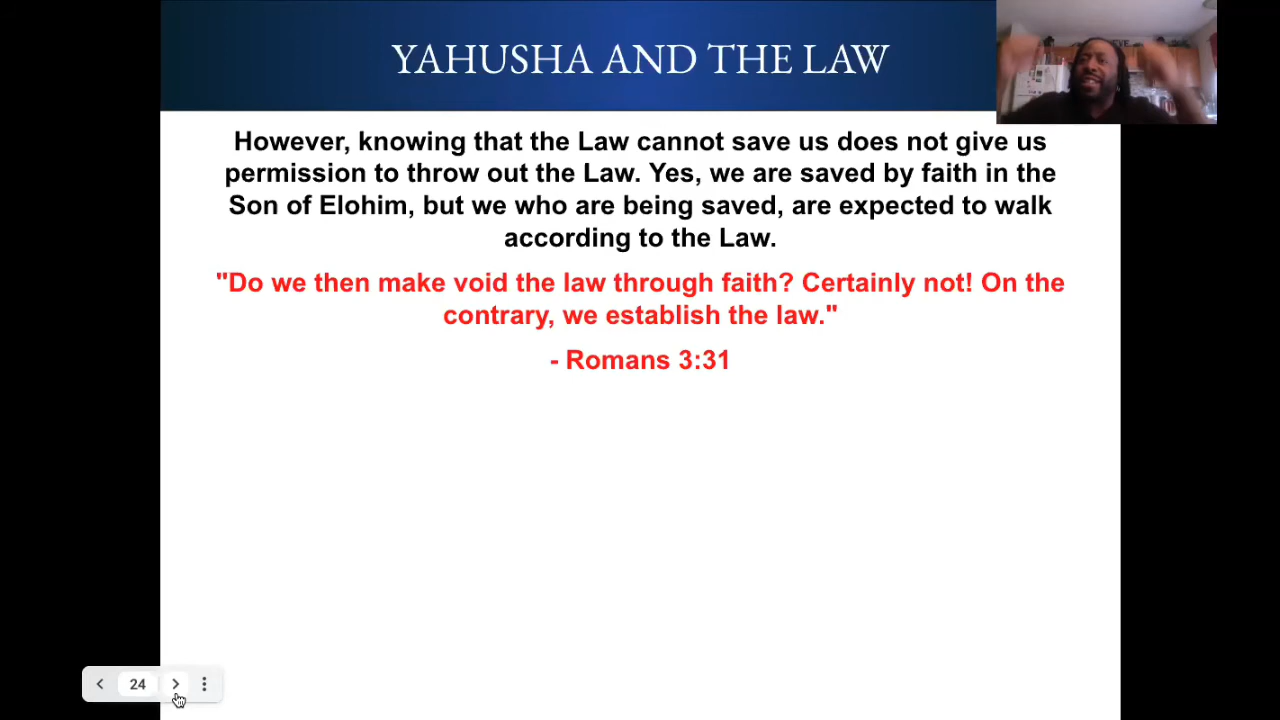 YAHUSHA AND THE LAW
However, knowing that the Law cannot save us does not give us
permission to throw out the Law. Yes, we are saved by faith in the
Son of Elohim, but we who are being saved, are expected to walk
according to the Law.
"Do we then make void the law through faith? Certainly not! On the
contrary, we establish the law."
- Romans 3:31
24